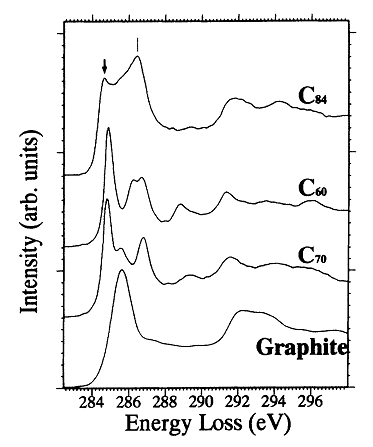 C84
C60
C70
Graphite
284 286 288 290 292 294 296
Energy Loss (eV)
Intensity (arb. units)